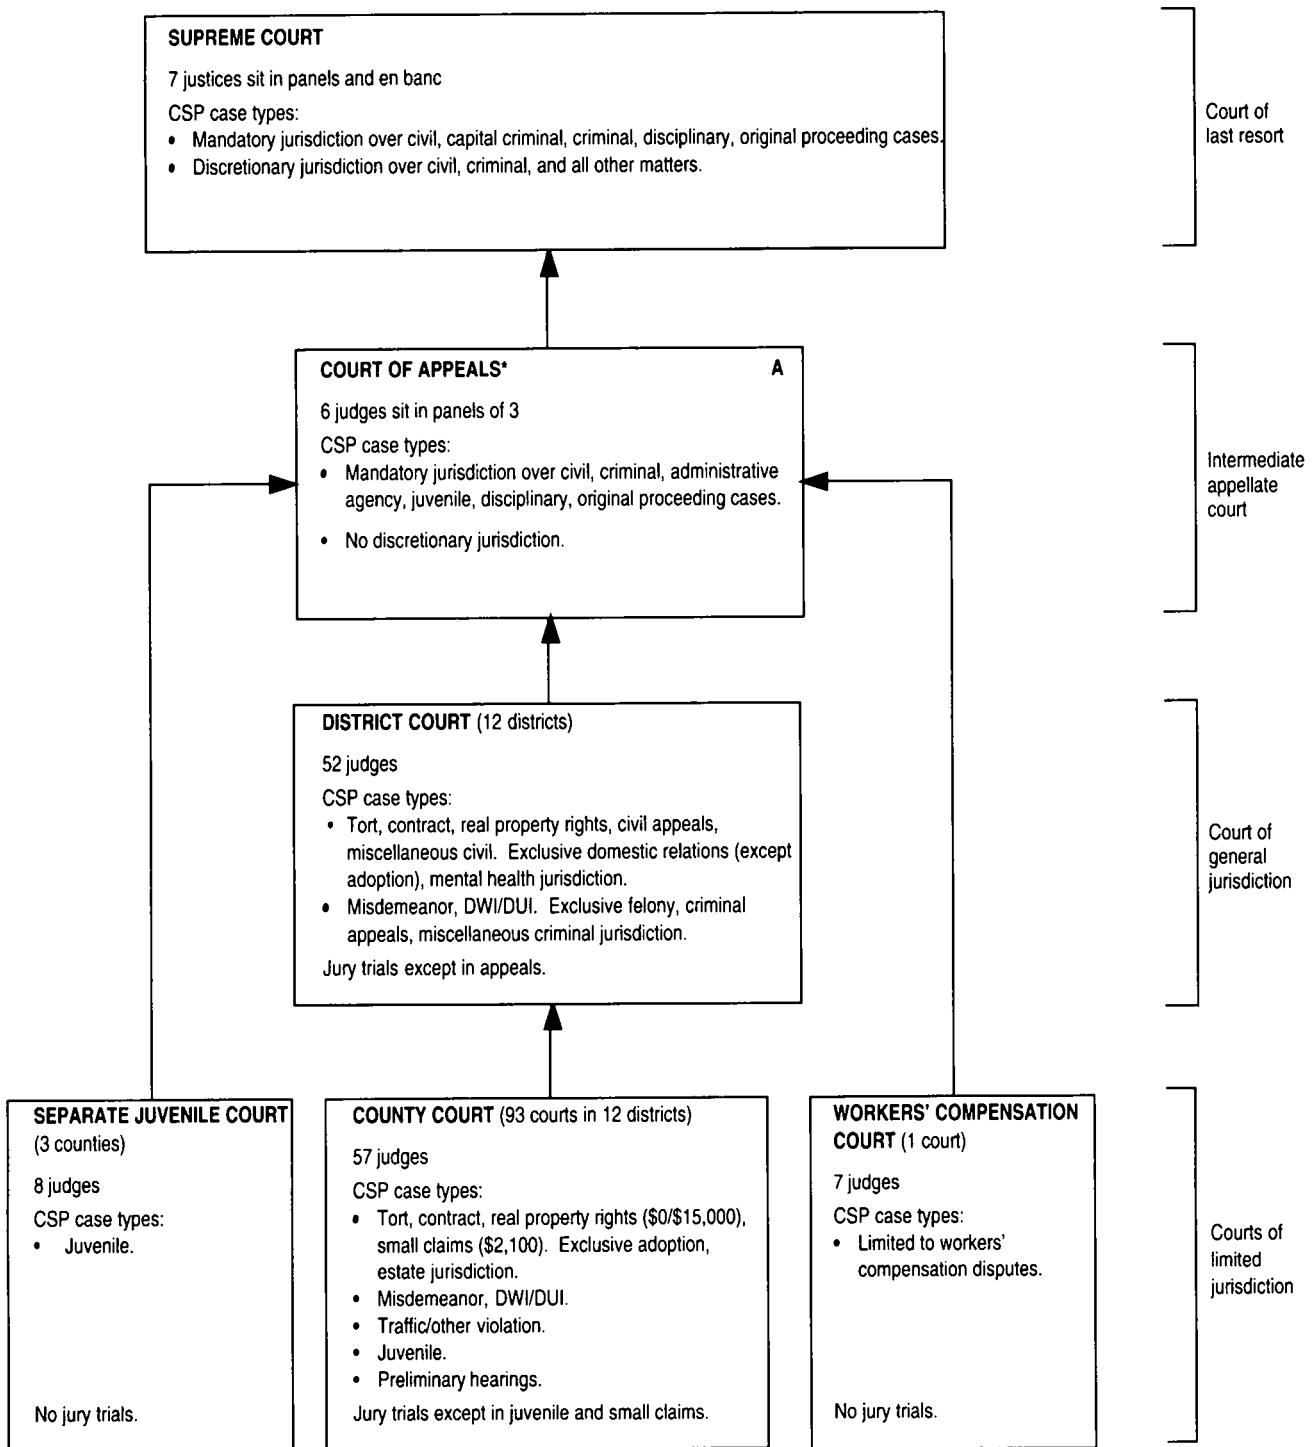 SUPREME COURT
7 justices sit in panels and en banc
CSP case types:
• Mandatory jurisdiction over civil, capital criminal, criminal, disciplinary, original proceeding cases.
• Discretionary jurisdiction over civil, criminal, and all other matters.
Court of
last resort
COURT OF APPEALS* A
6 judges sit in panels of 3
CSP case types:
• Mandatory jurisdiction over civil, criminal, administrative
agency, juvenile, disciplinary, original proceeding cases.
• No discretionary jurisdiction.
Intermediate
appellate
court
DISTRICT COURT (12 districts)
52 judges
CSP case types:
• Tort, contract, real property rights, civil appeals,
miscellaneous civil. Exclusive domestic relations (except
adoption), mental health jurisdiction.
• Misdemeanor, DWI/DUI. Exclusive felony, criminal
appeals, miscellaneous criminal jurisdiction.
Jury trials except in appeals.
Court of
general
jurisdiction
SEPARATE JUVENILE COURT
(3 counties)
8 judges
CSP case types:
• Juvenile.
No jury trials.
COUNTY COURT (93 courts in 12 districts)
57 judges
CSP case types:
• Tort, contract, real property rights ($0/$15,000),
small claims ($2,100). Exclusive adoption,
estate jurisdiction.
• Misdemeanor, DWI/DUI.
• Traffic/other violation.
• Juvenile.
• Preliminary hearings.
Jury trials except in juvenile and small claims.
WORKERS' COMPENSATION
COURT (1 court)
7 judges
CSP case types:
• Limited to workers'
compensation disputes.
No jury trials.
Courts of
limited
jurisdiction